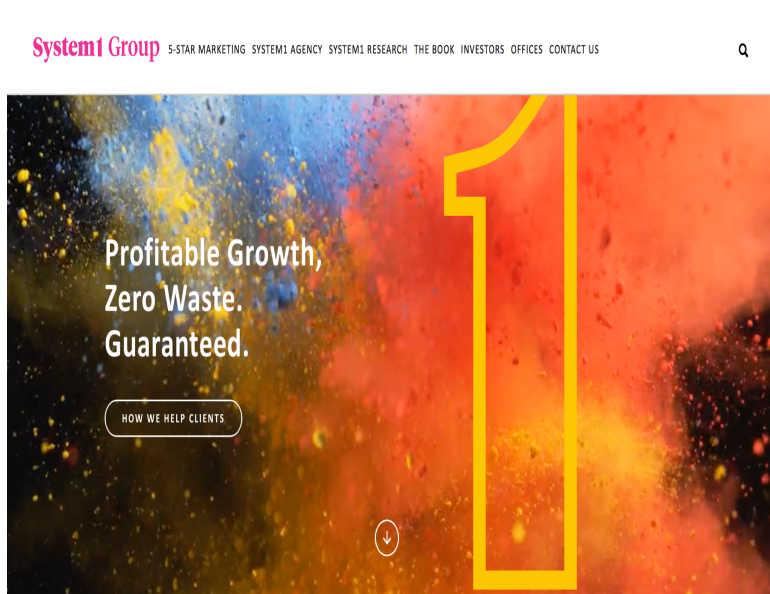 System1 Group 5-STAR MARKETING SYSTEM1 AGENCY SYSTEM1 RESEARCH THE BOOK INVESTORS OFFICES CONTACT US
1
Profitable Growth,
Zero Waste.
Guaranteed.
HOW WE HELP CLIENTS